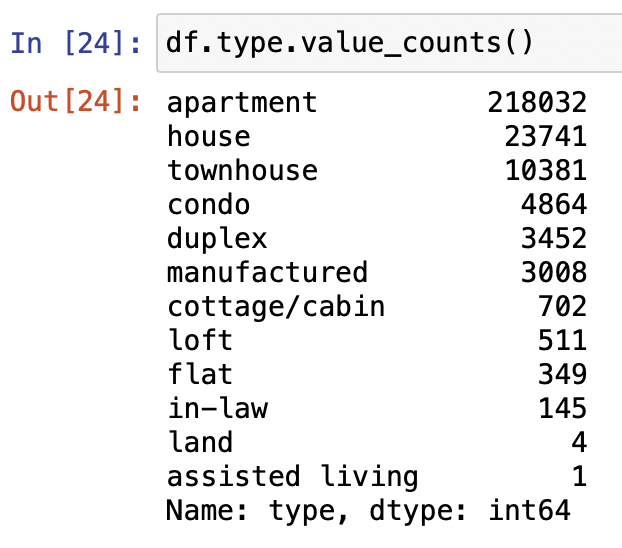 In [24]: df.type.value_counts()
Out[24]: apartment 218032
house 23741
townhouse 10381
condo 4864
duplex 3452
manufactured 3008
cottage/cabin 702
loft 511
flat 349
in-law 145
land 4
assisted living 1
Name: type, dtype: int64